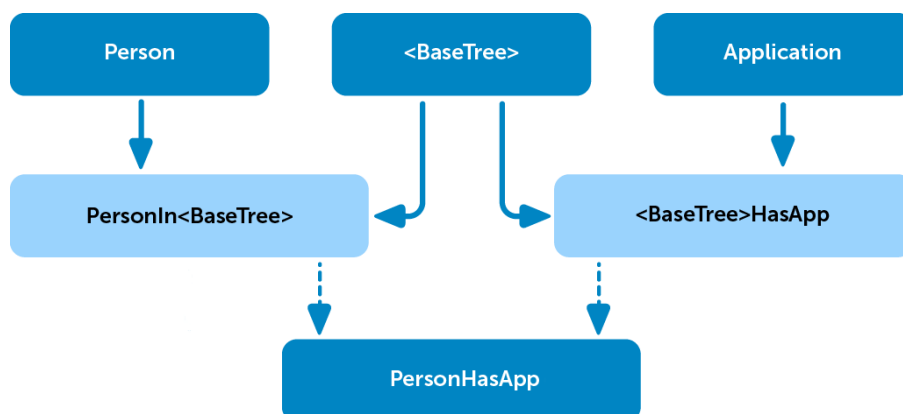 Person
<BaseTree>
Application
PersonIn<BaseTree>
<BaseTree>HasApp
PersonHasApp